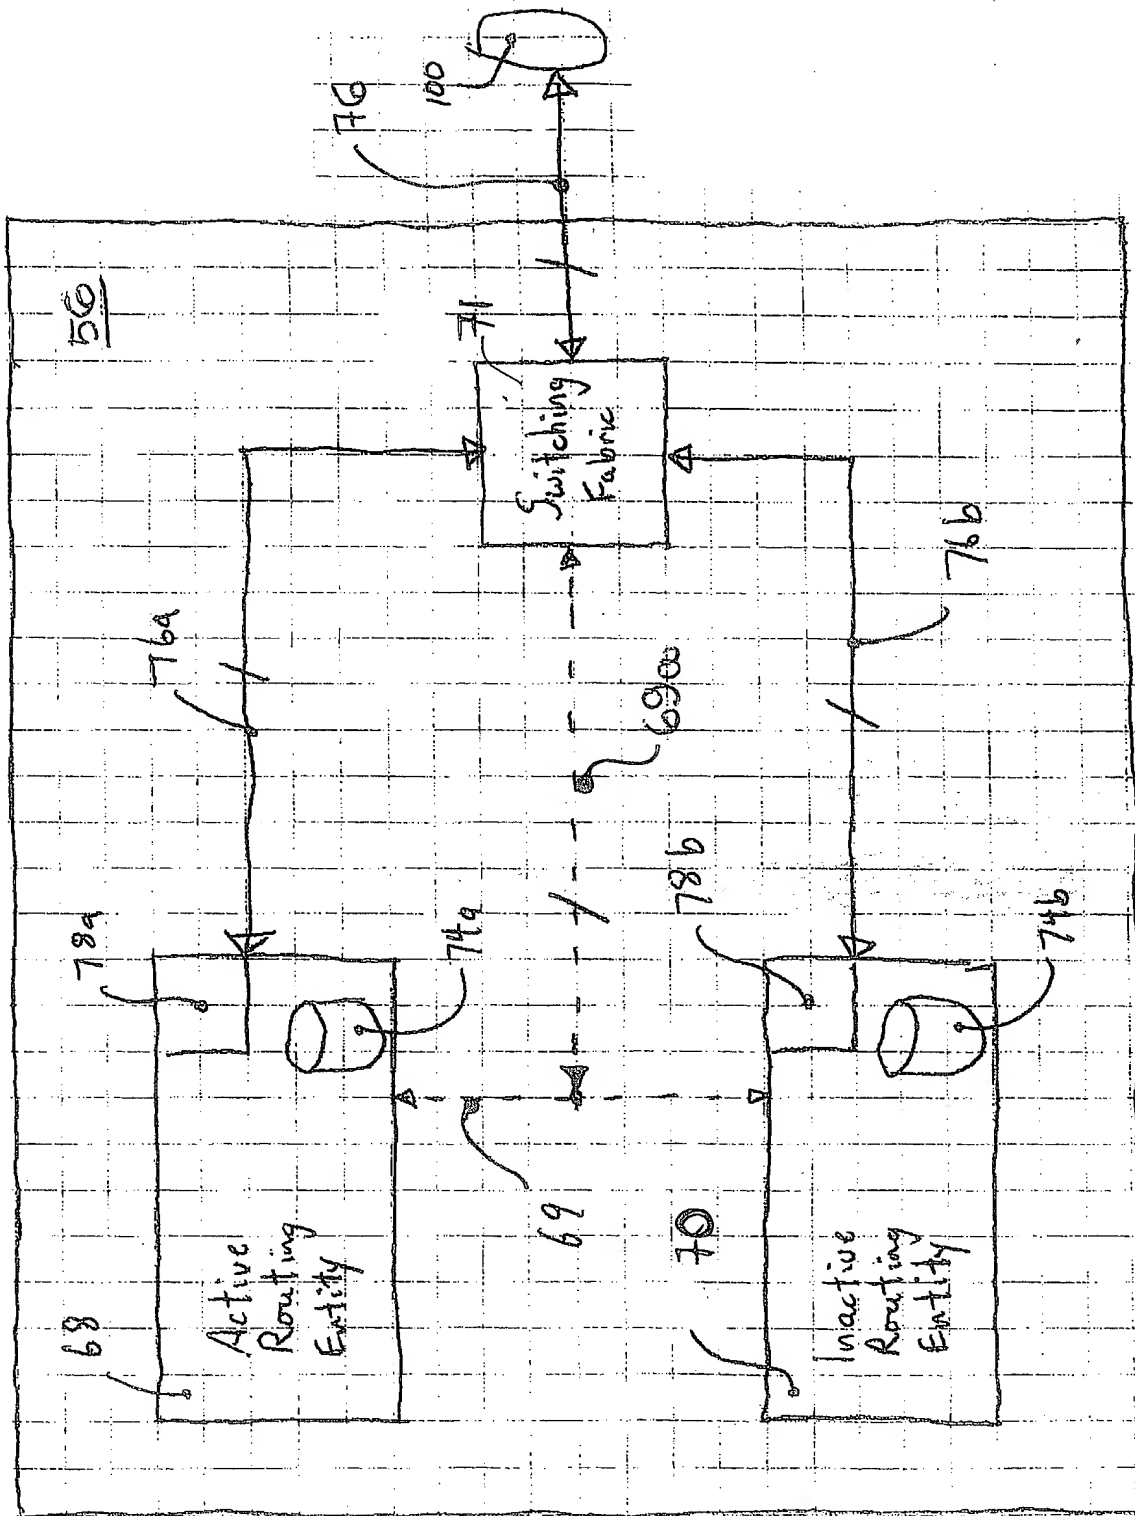 56
68
Active
Routing
Entity
78a
74a
76a
71
Switching
Fabric
76
100
69
6900
70
Inactive
Routing
Entity
78b
74b
76b